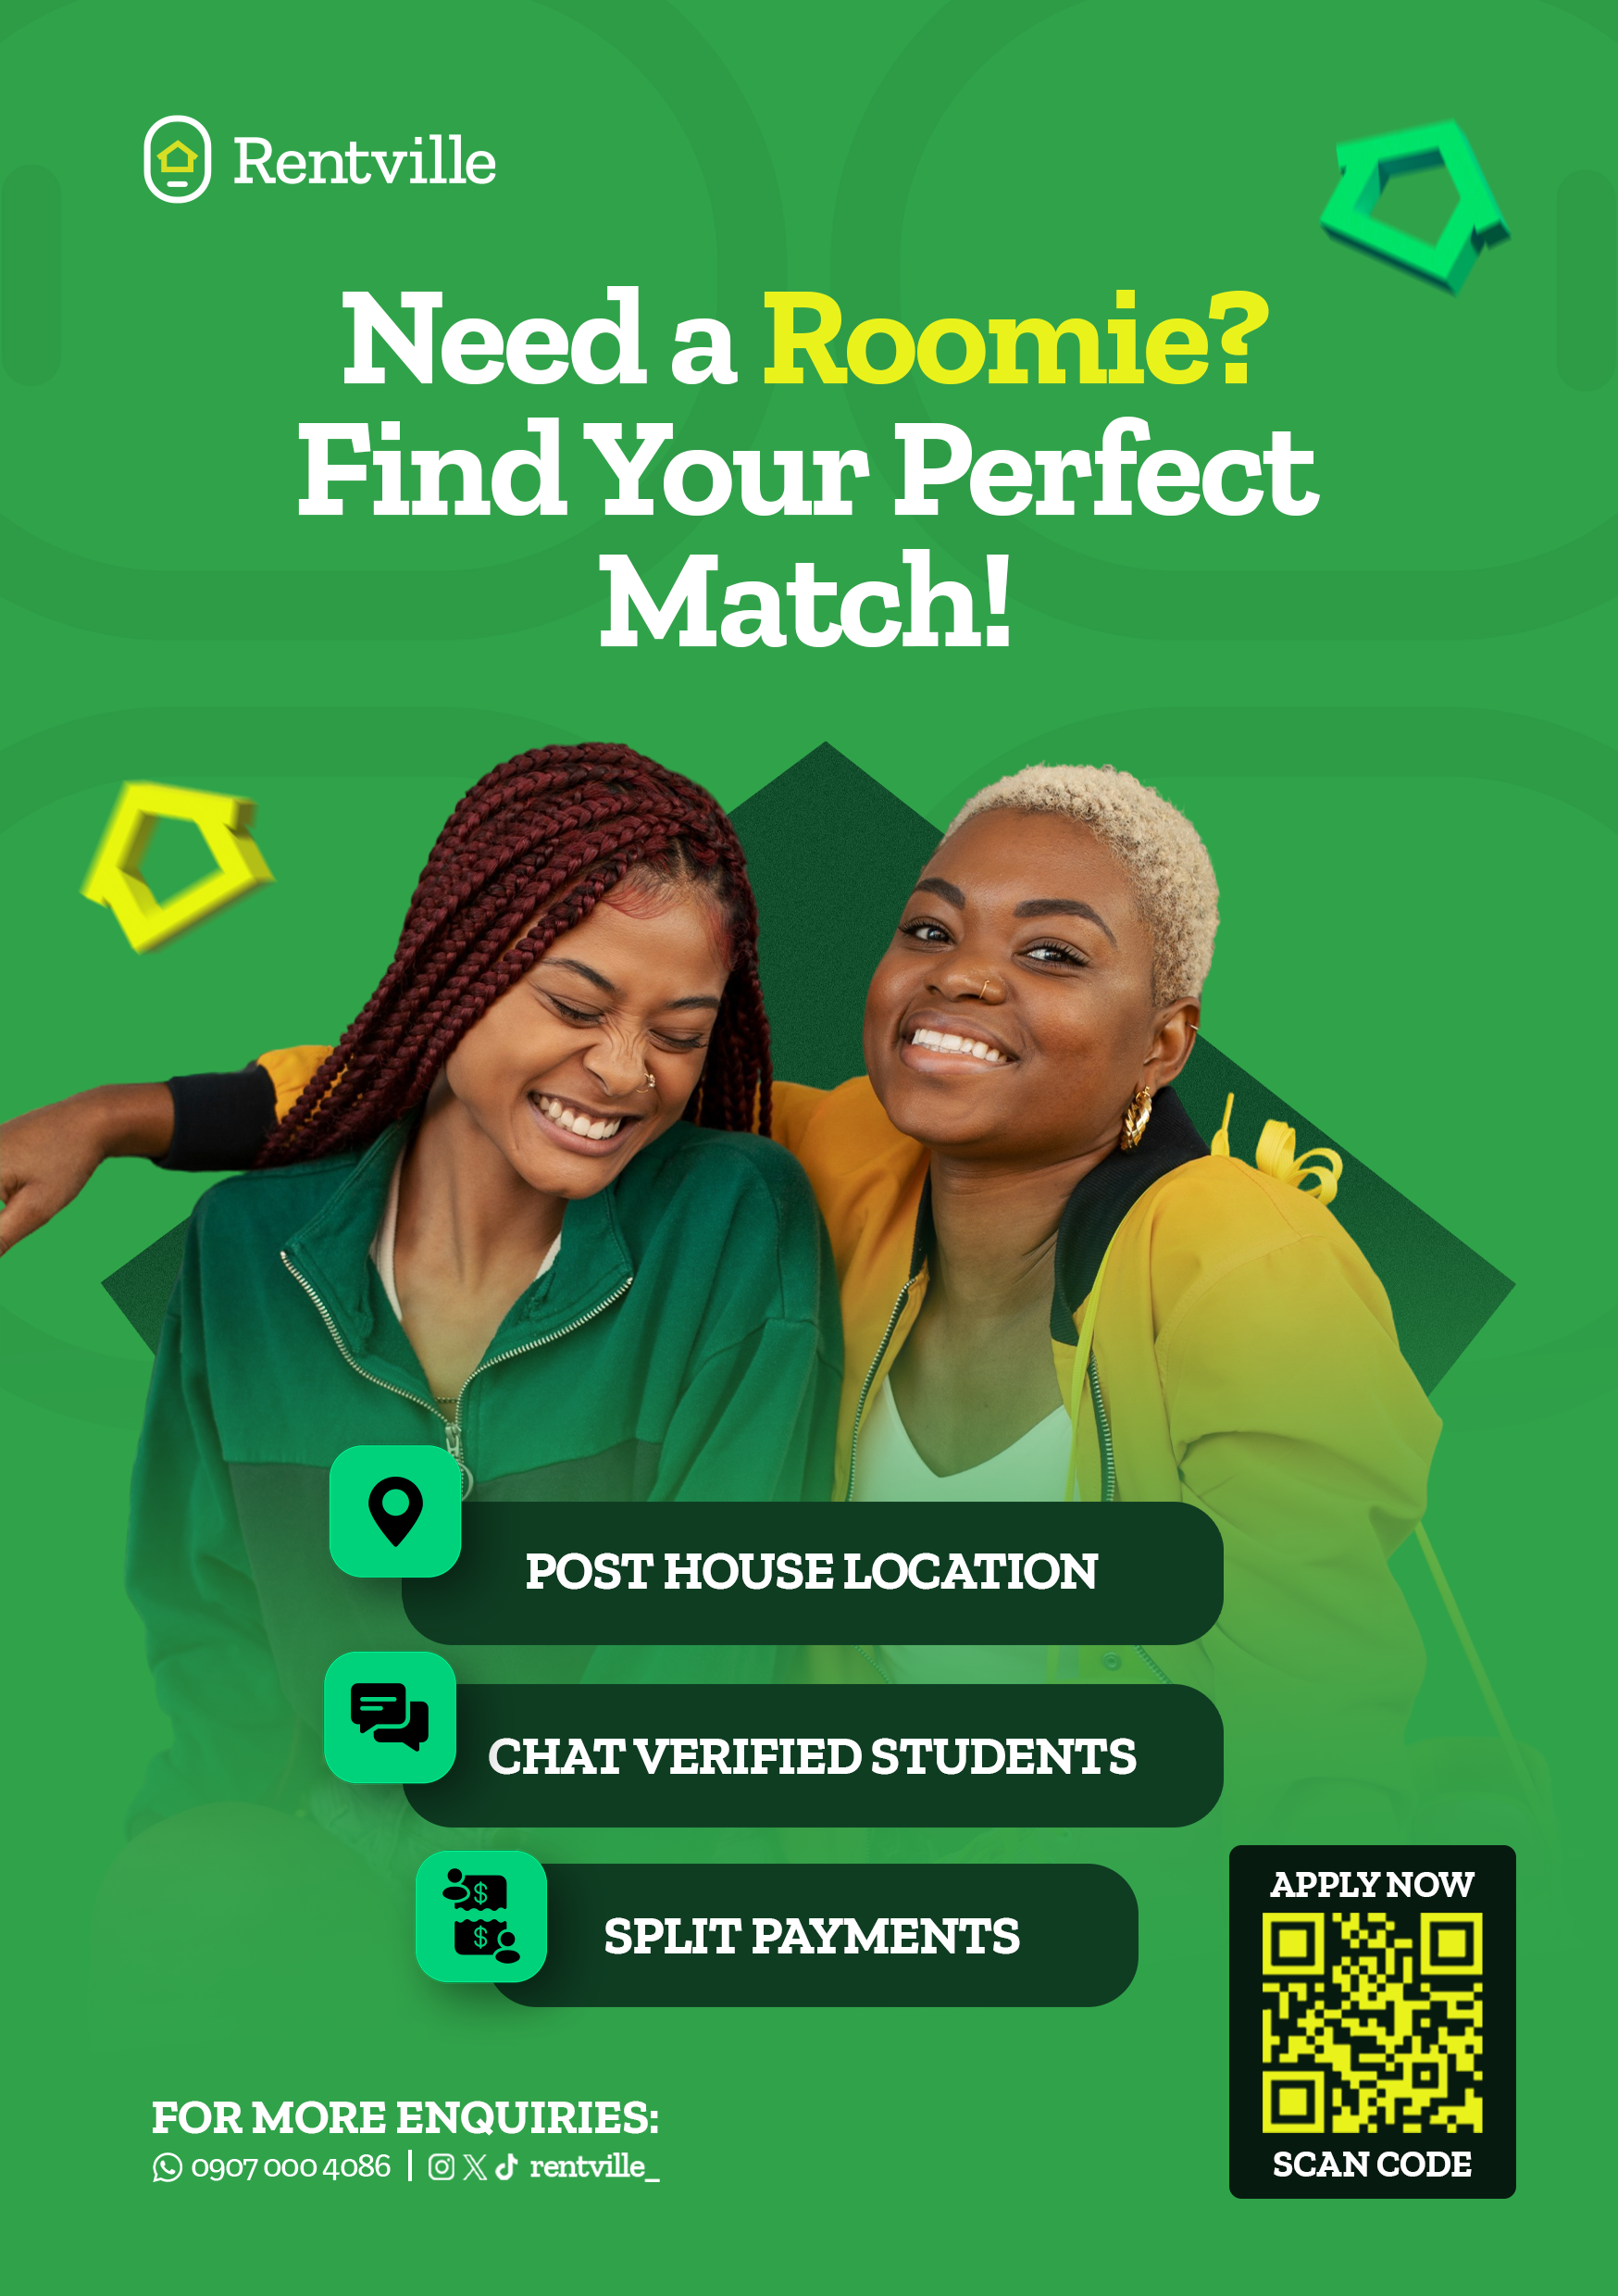 Rentville
Need a Roomie?
Find Your Perfect
Match!
POST HOUSE LOCATION
CHAT VERIFIED STUDENTS
$
$
SPLIT PAYMENTS
APPLY NOW
SCAN CODE
FOR MORE ENQUIRIES:
0907 000 4086 | rentville_